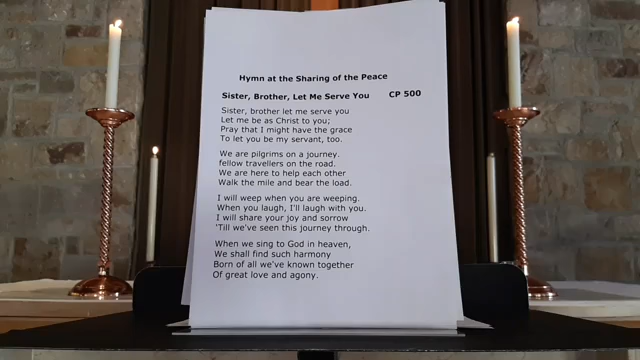 Hymn at the Sharing of the Peace
Sister, Brother, Let Me Serve You CP 500
Sister, brother let me serve you
Let me be as Christ to you;
Pray that I might have the grace
To let you be my servant, too.
We are pilgrims on a journey.
fellow travellers on the road.
We are here to help each other
Walk the mile and bear the load.
I will weep when you are weeping.
When you laugh, I'll laugh with you.
I will share your joy and sorrow
'Till we've seen this journey through.
When we sing to God in heaven,
We shall find such harmony
Born of all we've known together
Of great love and agony.